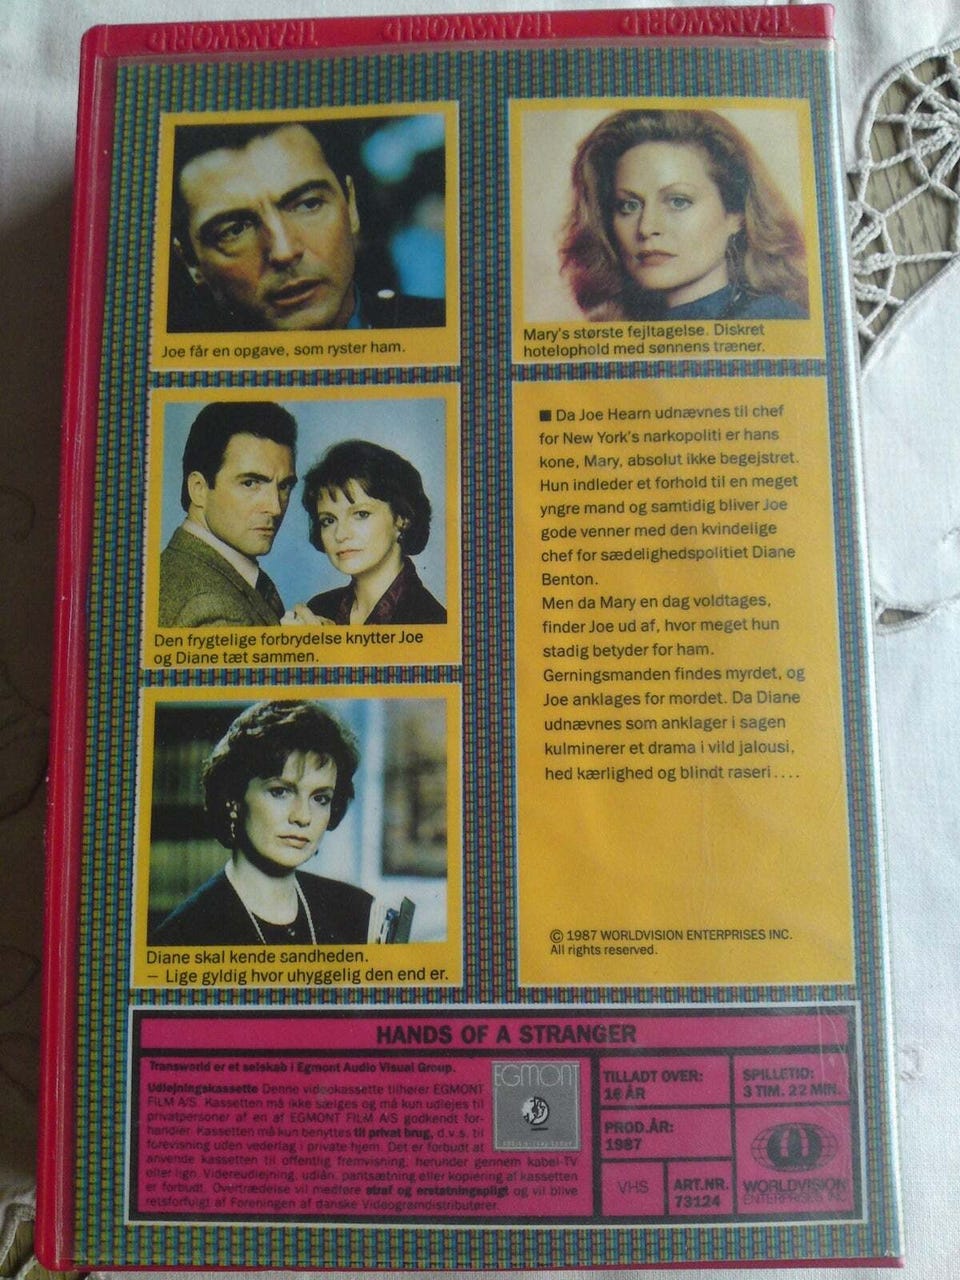 TRANSWORLD TRANSWORLD TRANSWORLD
Joe får en opgave, som ryster ham.
Mary's største fejltagelse. Diskret
hotelophold med sønnens træner.
Den frygtelige forbrydelse knytter Joe
og Diane tæt sammen.
Diane skal kende sandheden.
– Lige gyldig hvor uhyggelig den end er.
■ Da Joe Hearn udnævnes til chef
for New York's narkopoliti er hans
kone, Mary, absolut ikke begejstret.
Hun indleder et forhold til en meget
yngre mand og samtidig bliver Joe
gode venner med den kvindelige
chef for sædelighedspolitiet Diane
Benton.
Men da Mary en dag voldtages,
finder Joe ud af, hvor meget hun
stadig betyder for ham.
Gerningsmanden findes myrdet, og
Joe anklages for mordet. Da Diane
udnævnes som anklager i sagen
kulminerer et drama i vild jalousi,
hed kærlighed og blindt raseri....
© 1987 WORLDVISION ENTERPRISES INC.
All rights reserved.
HANDS OF A STRANGER
Transworld er et selskab i Egmont Audio Visual Group.
Udlejningskassette Denne videokassette tilhører EGMONT
FILM A/S. Kassetten må ikke sælges og må kun udlejes til
privatpersoner af en af EGMONT FILM A/S godkendt for-
handler. Kassetten må kun benyttes til privat brug, d.v.s. til
forevisning uden vederlag i private hjem. Det er forbudt at
anvende kassetten til offentlig fremvisning, herunder gennem kabel-TV
eller lign. Videreudlejning, udlån, pantsætning eller kopiering af kassetten
er forbudt. Overtrædelse vil medføre straf og erstatningspligt og vil blive
retsforfulgt af Foreningen af danske Videogramdistributører.
EGMONT
TILLADT OVER:
16 ÅR
SPILLETID:
3 TIM. 22 MIN.
PROD.ÅR:
1987
VHS
ART.NR.
73124
WORLDVISION
ENTERPRISES INC.